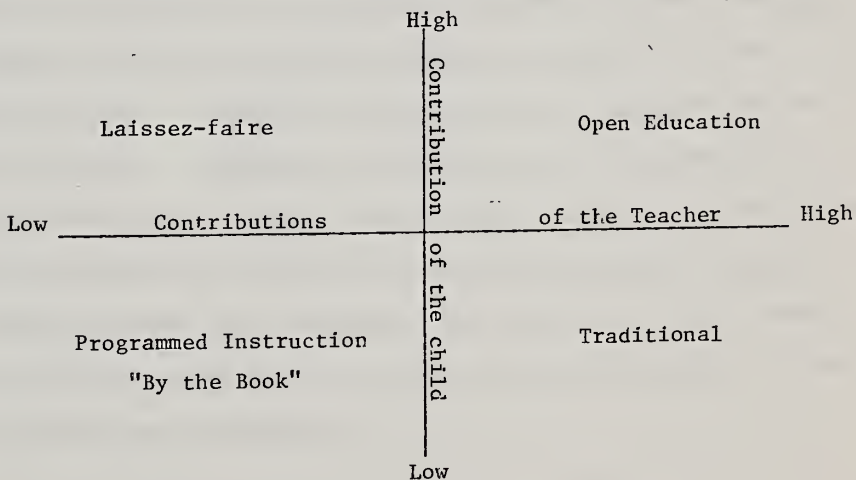 High
Contribution of the child
Laissez-faire
Open Education
Low Contributions of the Teacher High
Programmed Instruction
"By the Book"
Traditional
Low